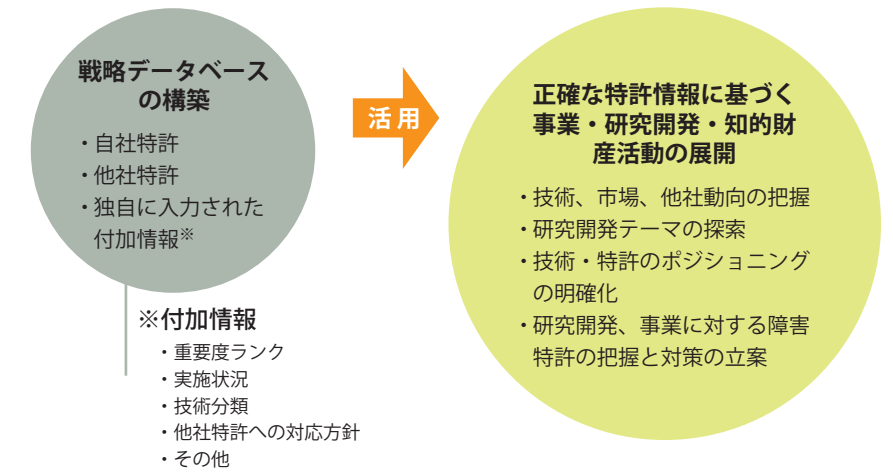 戦略データベース
の構築
・自社特許
・他社特許
・独自に入力された
付加情報※
※付加情報
・重要度ランク
・実施状況
・技術分類
・他社特許への対応方針
・その他
活用
正確な特許情報に基づく
事業・研究開発・知的財
産活動の展開
・技術、市場、他社動向の把握
・研究開発テーマの探索
・技術・特許のポジショニング
の明確化
・研究開発、事業に対する障害
特許の把握と対策の立案